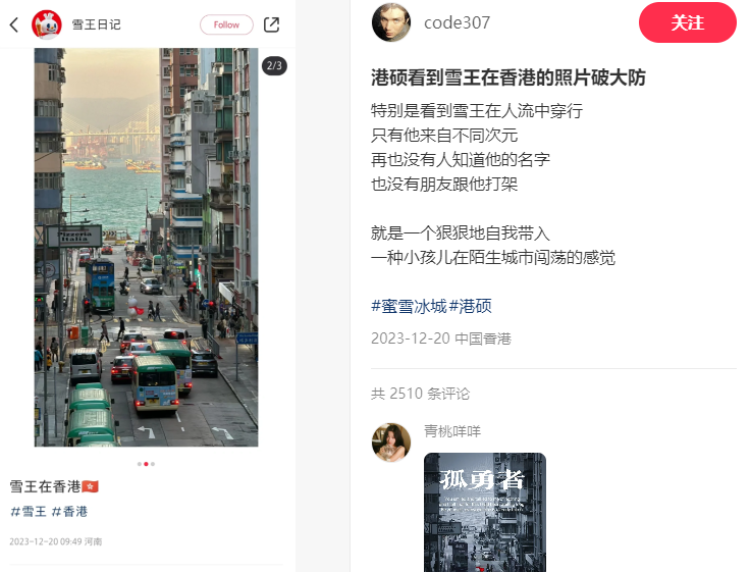 雪王日记
Follow
2/3
雪王在香港🇭🇰
#雪王 #香港
2023-12-20 09:49 河南
code307
关注
港硕看到雪王在香港的照片破大防
特别是看到雪王在人流中穿行
只有他来自不同次元
再也没有人知道他的名字
也没有朋友跟他打架
就是一个狠狠地自我带入
一种小孩儿在陌生城市闯荡的感觉
#蜜雪冰城#港硕
2023-12-20 中国香港
共 2510 条评论
青桃咩咩
孤勇者